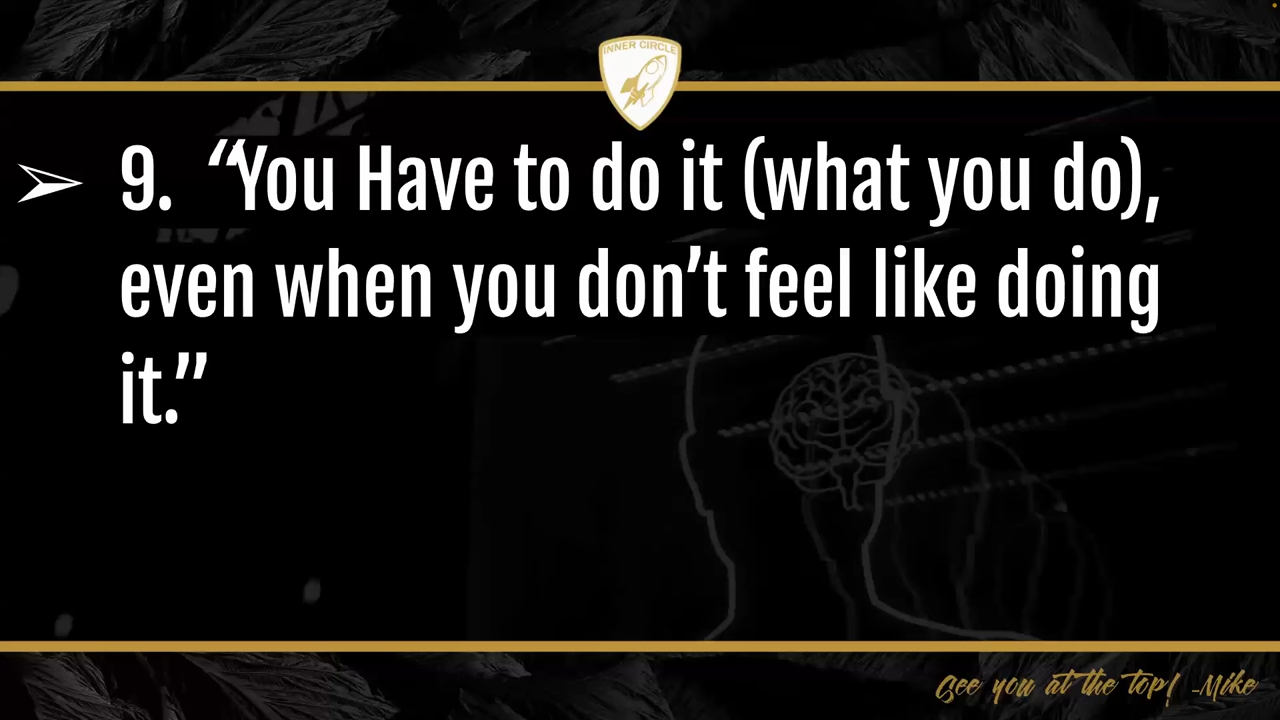 INNER CIRCLE
9. “You Have to do it (what you do),
even when you don’t feel like doing
it.”
See you at the top! -Mike